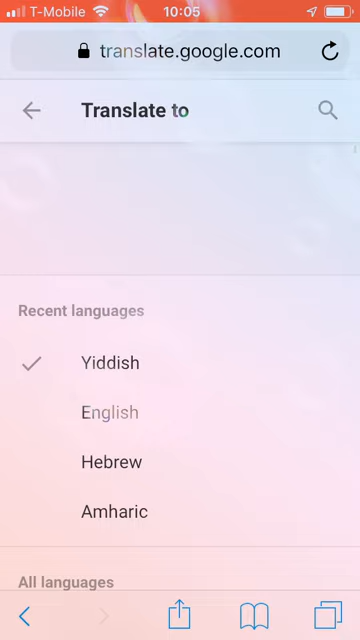 T-Mobile 10:05
translate.google.com
Translate to
Recent languages
Yiddish
English
Hebrew
Amharic
All languages